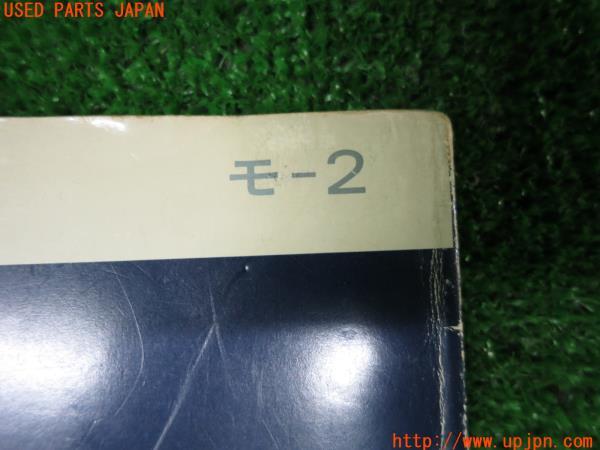 USED PARTS JAPAN
モ-2
http://www.upjpn.com/